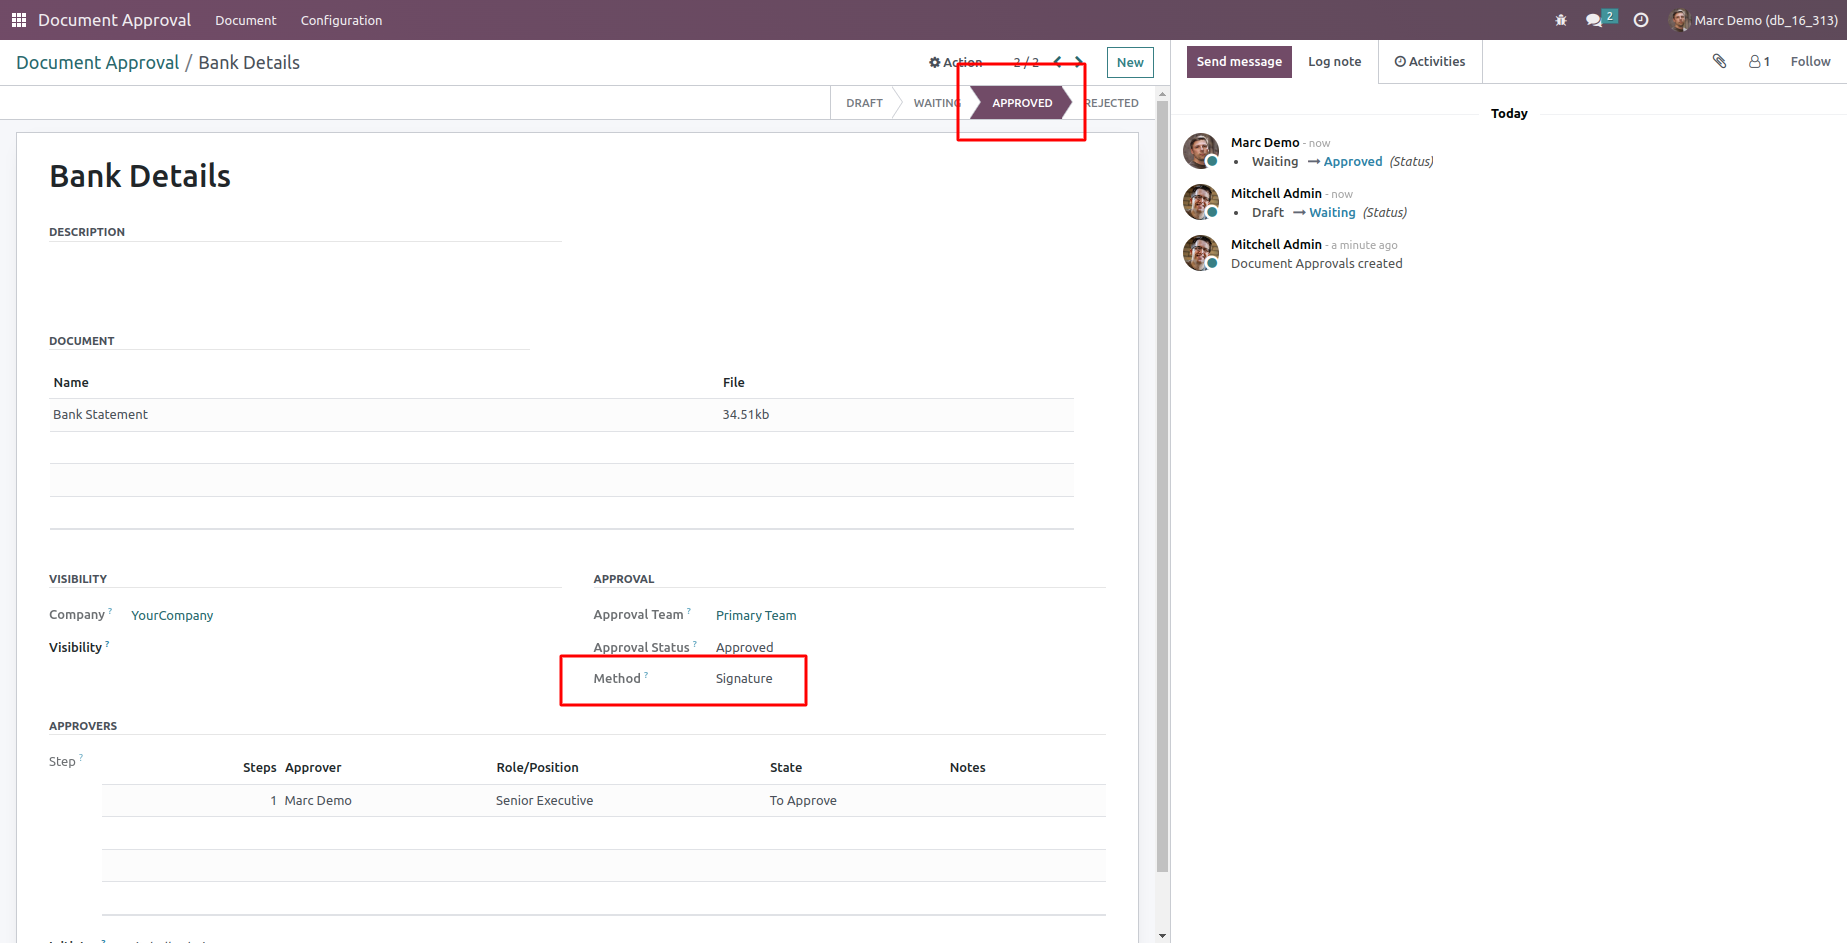 Document Approval Document Configuration 2 Marc Demo (db_16_313)
Document Approval / Bank Details Action 2 / 2 New Send message Log note Activities 1 Follow
DRAFT WAITING APPROVED REJECTED
Bank Details
DESCRIPTION
DOCUMENT
Name File
Bank Statement 34.51kb
VISIBILITY APPROVAL
Company ? YourCompany Approval Team ? Primary Team
Visibility ? Approval Status ? Approved
Method ? Signature
APPROVERS
Step ?
Steps Approver Role/Position State Notes
1 Marc Demo Senior Executive To Approve
Today
Marc Demo - now
• Waiting → Approved (Status)
Mitchell Admin - now
• Draft → Waiting (Status)
Mitchell Admin - a minute ago
Document Approvals created